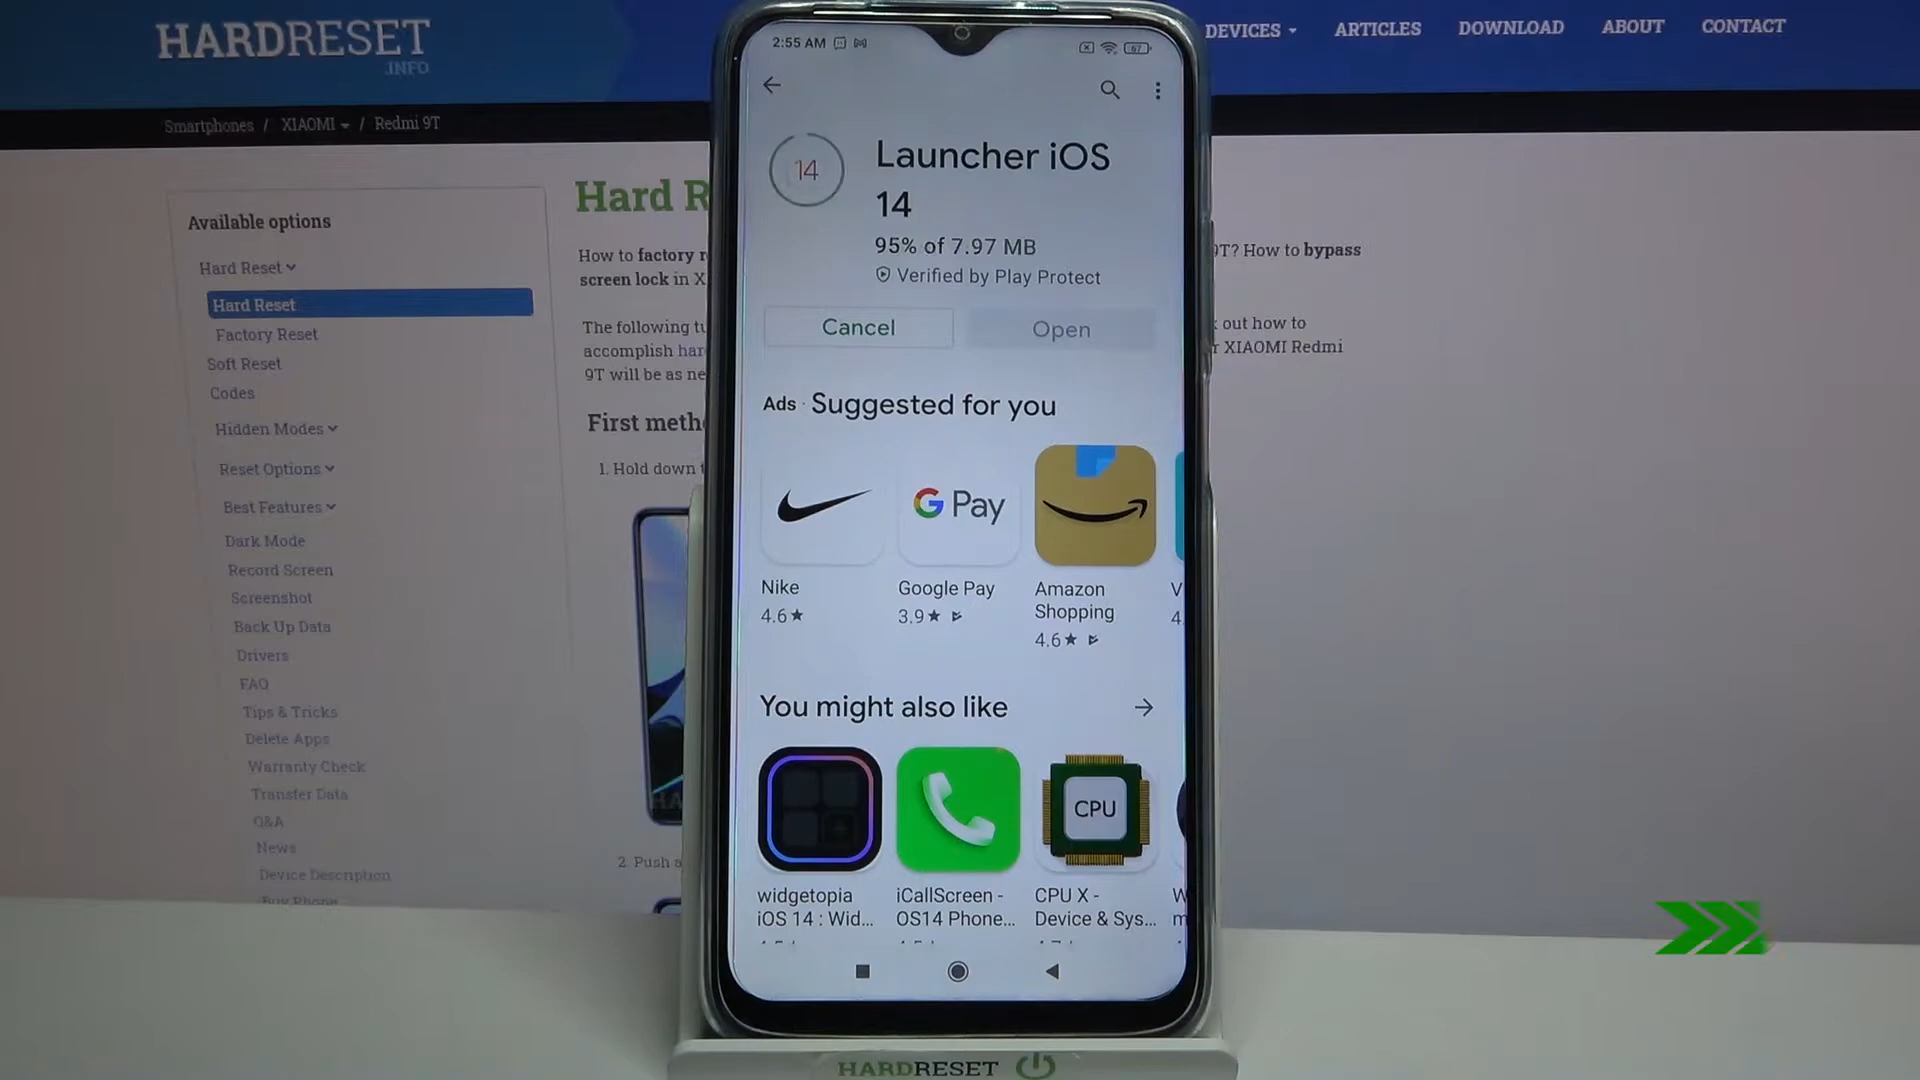 HARDRESET
.INFO
DEVICES
ARTICLES
DOWNLOAD
ABOUT
CONTACT
Smartphones / XIAOMI / Redmi 9T
Available options
Hard Reset
Hard Reset
Factory Reset
Soft Reset
Codes
Hidden Modes
Reset Options
Best Features
Dark Mode
Record Screen
Screenshot
Back Up Data
Drivers
FAQ
Tips & Tricks
Delete Apps
Warranty Check
Transfer Data
Q&A
News
Device Description
Buy Phone
Hard R
How to factory r
screen lock in X
The following tu
accomplish har
9T will be as ne
First meth
1. Hold down t
2. Push a
9T? How to bypass
out how to
r XIAOMI Redmi
2:55 AM
67
14
Launcher iOS
14
95% of 7.97 MB
Verified by Play Protect
Cancel
Open
Ads · Suggested for you
G Pay
Nike
4.6★
Google Pay
3.9★
Amazon
Shopping
4.6★
V
4.
You might also like
CPU
widgetopia
iOS 14 : Wid...
iCallScreen -
OS14 Phone...
CPU X -
Device & Sys...
W
m
HARDRESET